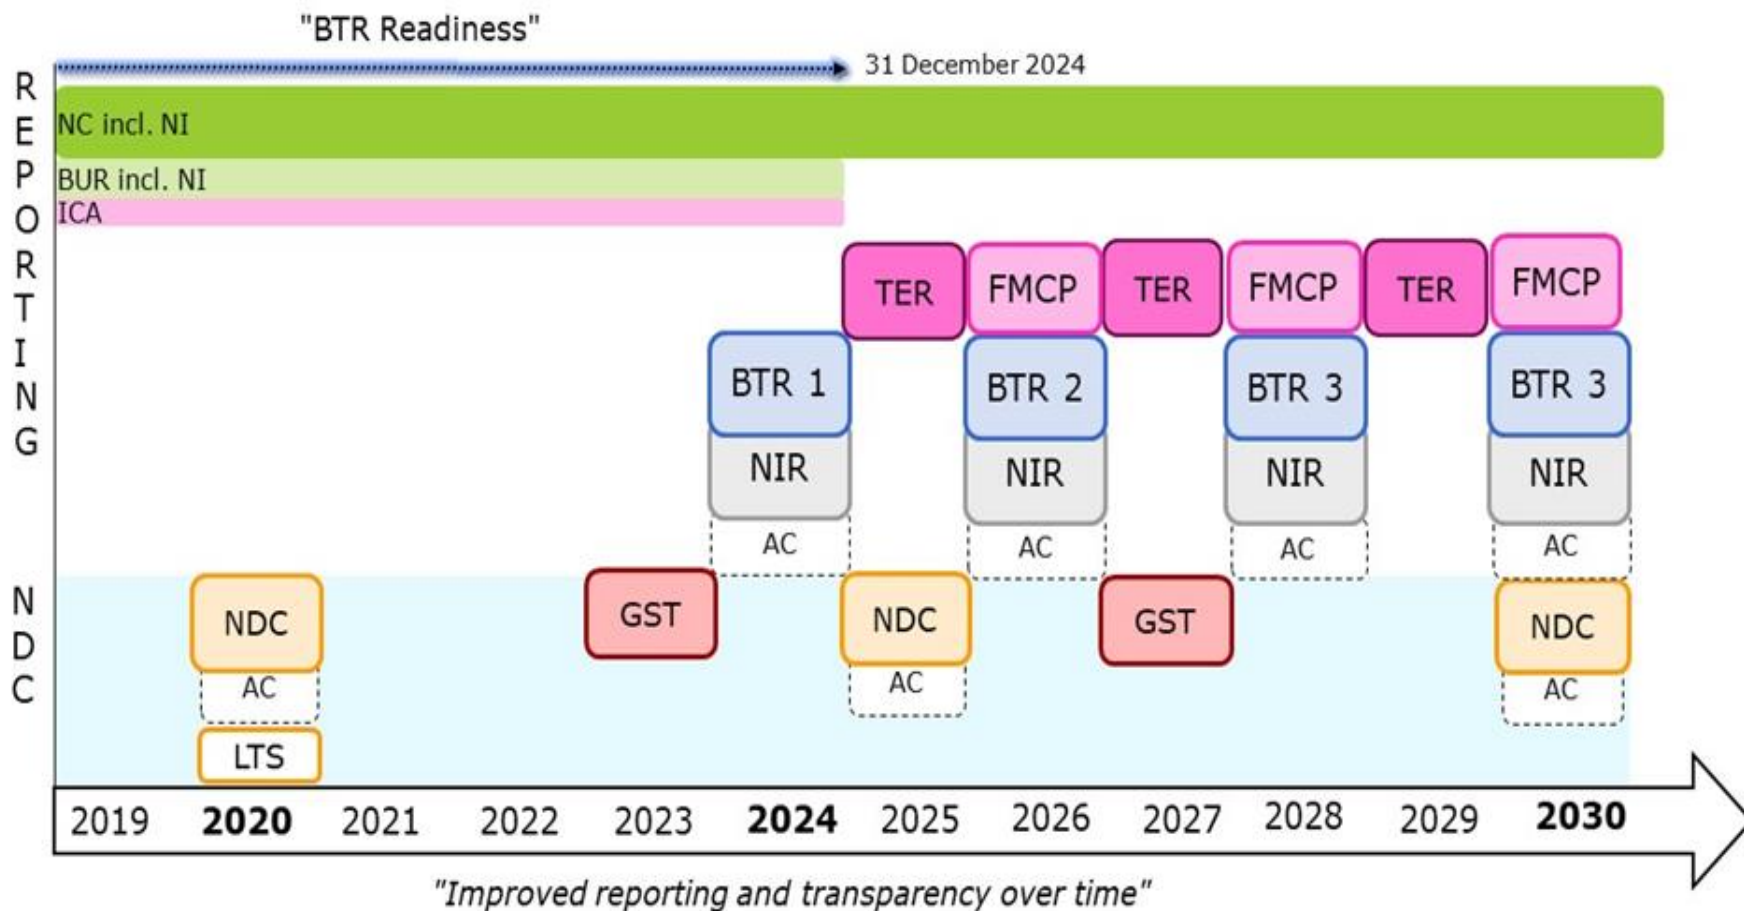 "BTR Readiness"
31 December 2024
REPORTING
NC incl. NI
BUR incl. NI
ICA
TER FMCP TER FMCP TER FMCP
BTR 1 BTR 2 BTR 3 BTR 3
NIR NIR NIR NIR
AC AC AC AC
NDC
NDC GST NDC GST NDC
AC AC AC
LTS
2019 2020 2021 2022 2023 2024 2025 2026 2027 2028 2029 2030
"Improved reporting and transparency over time"